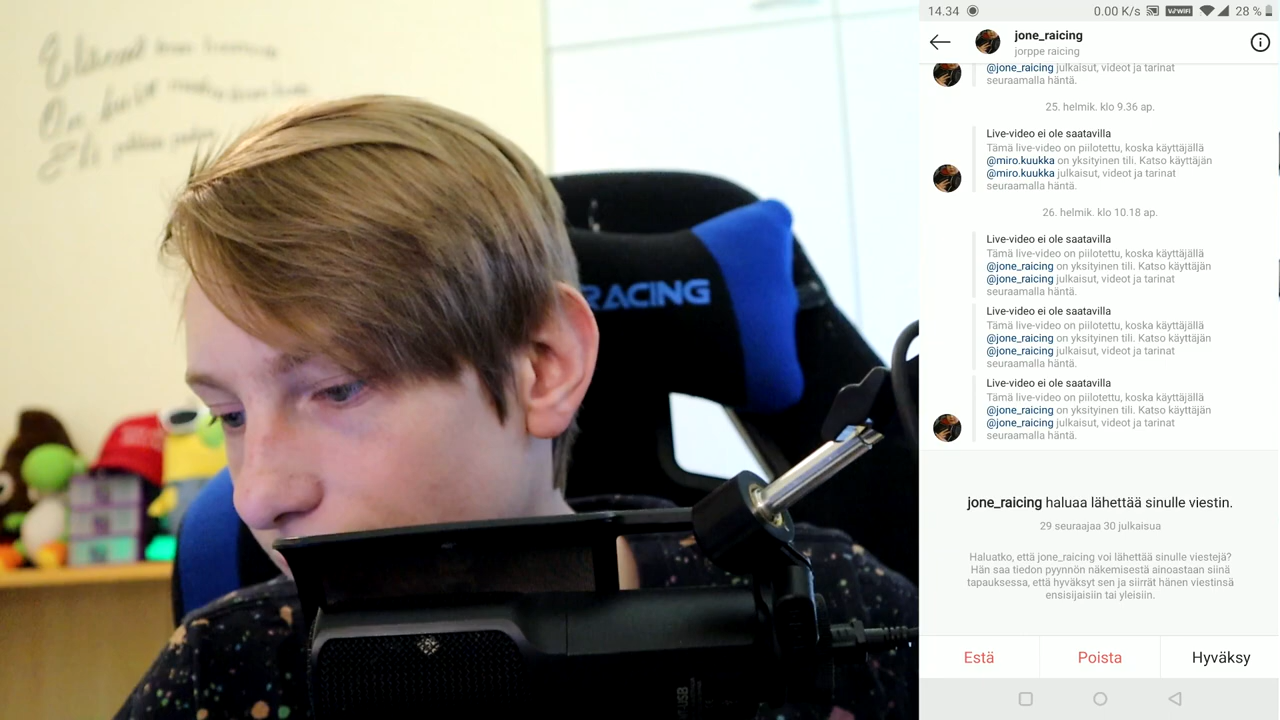 Elämät
RACING
USB
14.34
0.00 K/s
VoWiFi
28 %
jone_raicing
jorppe raicing
@jone_raicing julkaisut, videot ja tarinat
seuraamalla häntä.
25. helmik. klo 9.36 ap.
Live-video ei ole saatavilla
Tämä live-video on piilotettu, koska käyttäjällä
@miro.kuukka on yksityinen tili. Katso käyttäjän
@miro.kuukka julkaisut, videot ja tarinat
seuraamalla häntä.
26. helmik. klo 10.18 ap.
Live-video ei ole saatavilla
Tämä live-video on piilotettu, koska käyttäjällä
@jone_raicing on yksityinen tili. Katso käyttäjän
@jone_raicing julkaisut, videot ja tarinat
seuraamalla häntä.
Live-video ei ole saatavilla
Tämä live-video on piilotettu, koska käyttäjällä
@jone_raicing on yksityinen tili. Katso käyttäjän
@jone_raicing julkaisut, videot ja tarinat
seuraamalla häntä.
Live-video ei ole saatavilla
Tämä live-video on piilotettu, koska käyttäjällä
@jone_raicing on yksityinen tili. Katso käyttäjän
@jone_raicing julkaisut, videot ja tarinat
seuraamalla häntä.
jone_raicing haluaa lähettää sinulle viestin.
29 seuraajaa 30 julkaisua
Haluatko, että jone_raicing voi lähettää sinulle viestejä?
Hän saa tiedon pyynnön näkemisestä ainoastaan siinä
tapauksessa, että hyväksyt sen ja siirrät hänen viestinsä
ensisijaisiin tai yleisiin.
Estä
Poista
Hyväksy